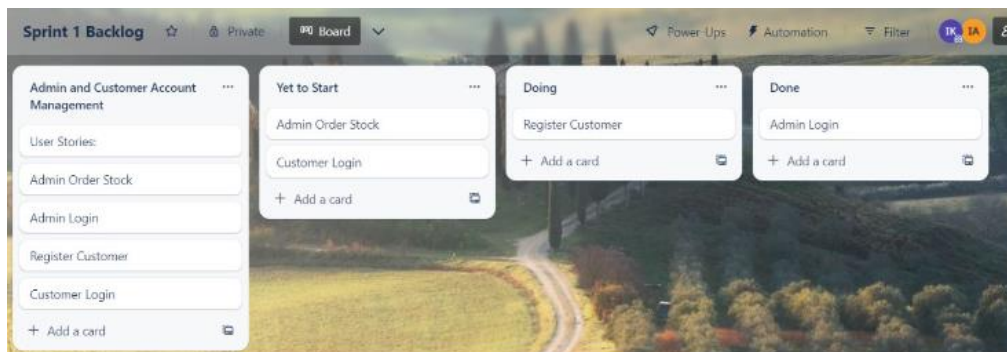 Sprint 1 Backlog Private Board Power-Ups Automation Filter IK IA
Admin and Customer Account
Management
User Stories:
Admin Order Stock
Admin Login
Register Customer
Customer Login
+ Add a card
Yet to Start
Admin Order Stock
Customer Login
+ Add a card
Doing
Register Customer
+ Add a card
Done
Admin Login
+ Add a card